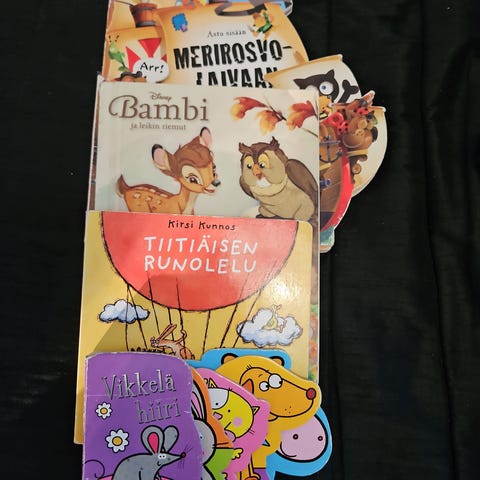 Astu sisään
MERIROSVO-
LAIVAAN
Arr!
Disney
Bambi
ja leikin riemut
Kirsi Kunnas
TIITIÄISEN
RUNOLELU
Vikkelä
hiiri